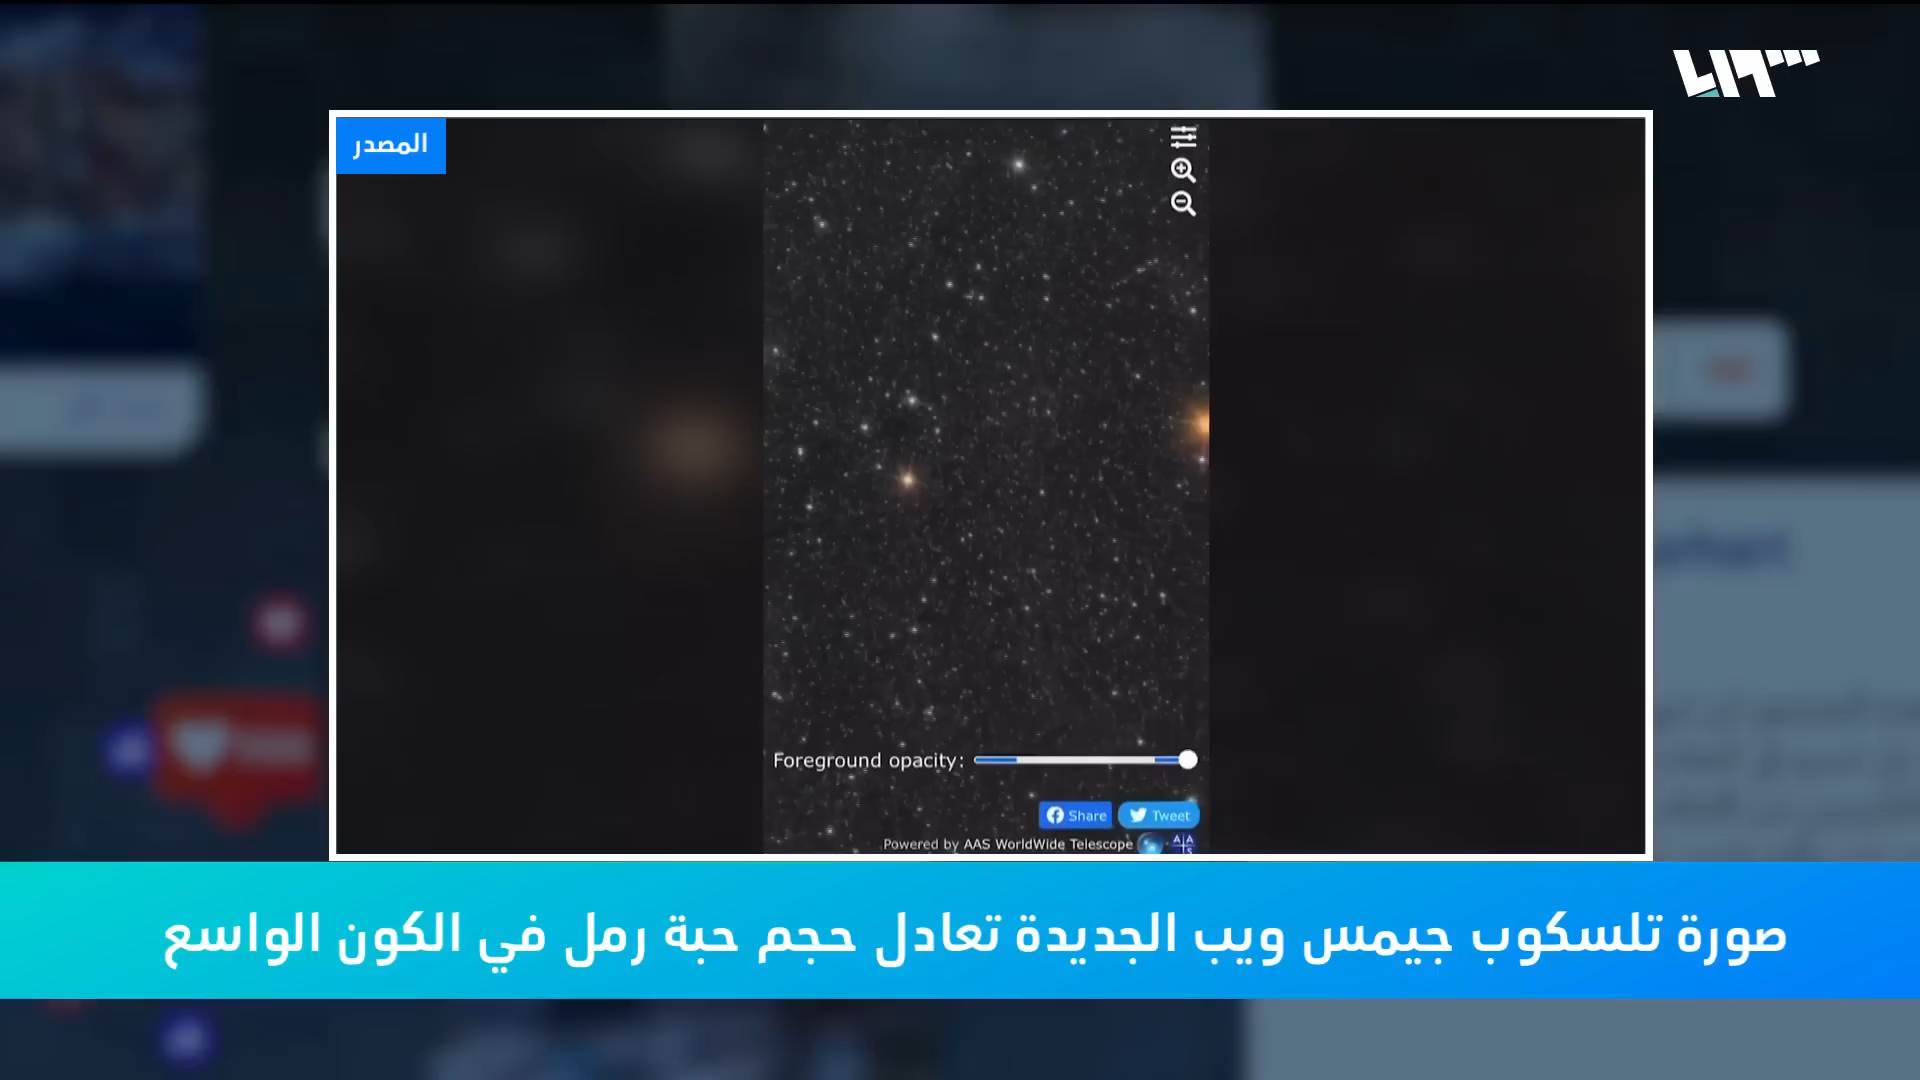 المصدر
Foreground opacity:
Share Tweet
Powered by AAS WorldWide Telescope
صورة تلسكوب جيمس ويب الجديدة تعادل حجم حبة رمل في الكون الواسع